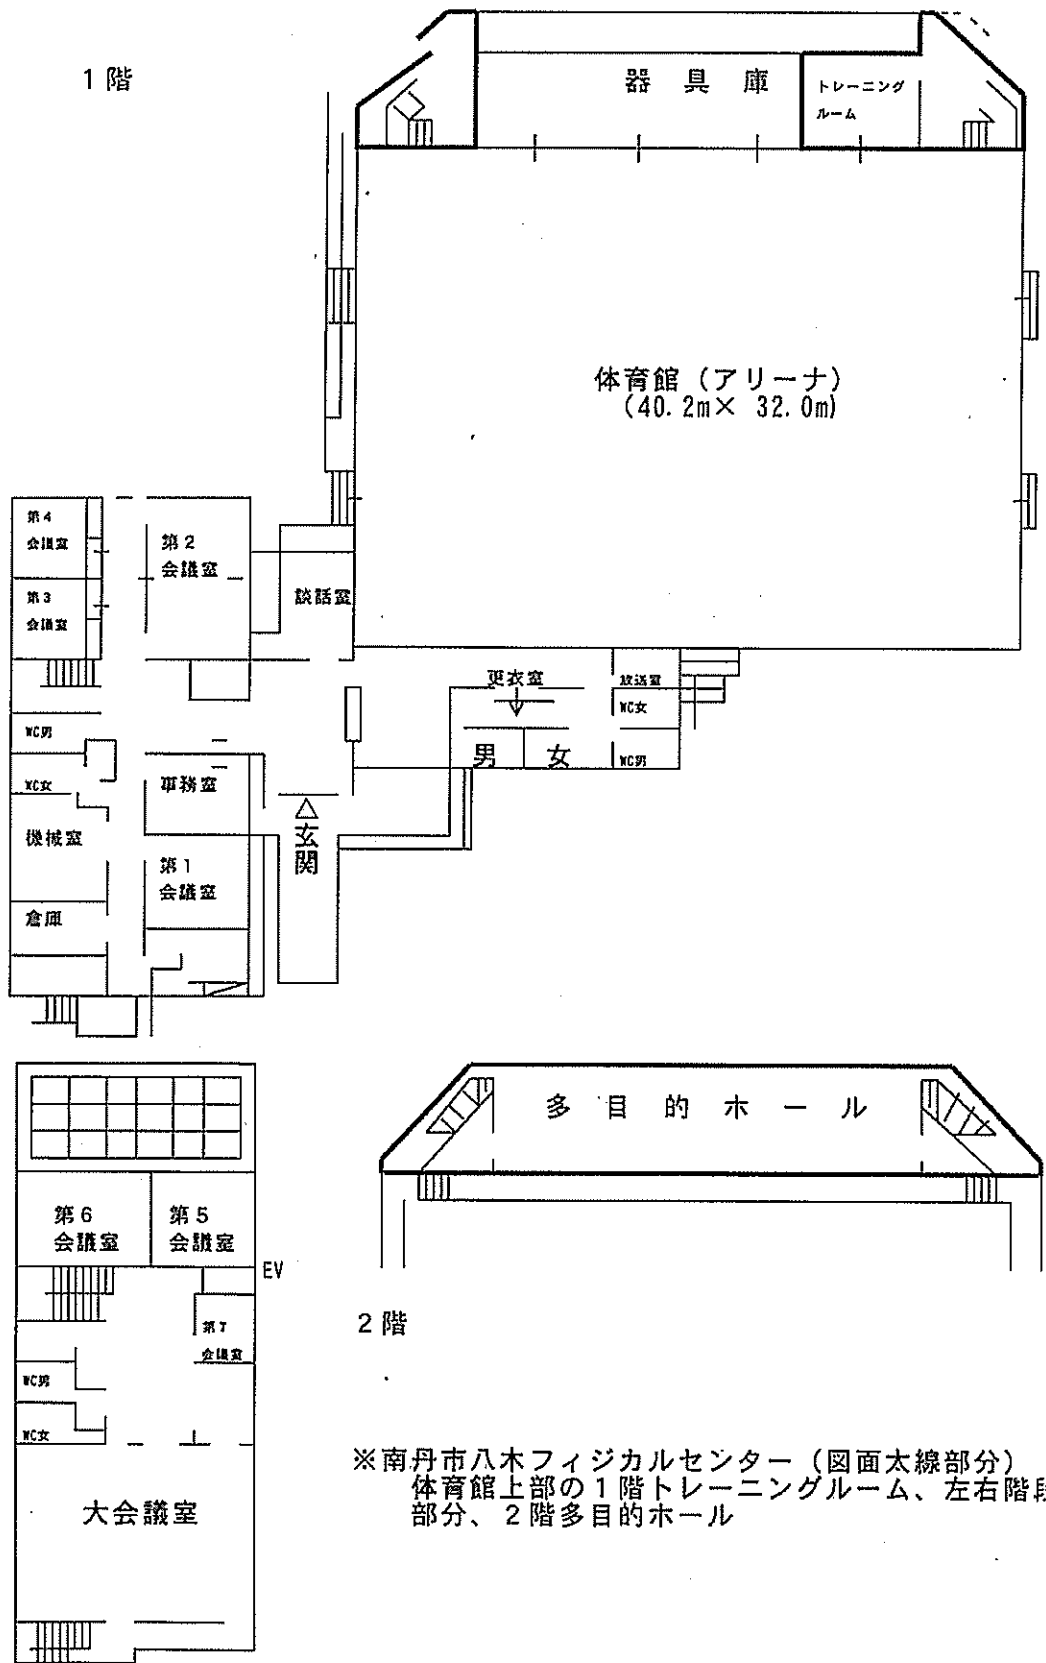 1階
器具庫
トレーニング
ルーム
体育館（アリーナ）
(40.2m× 32.0m)
第4
会議室
第2
会議室
第3
会議室
談話室
更衣室
放送室
WC女
WC男
男
女
WC男
WC女
事務室
機械室
玄関
第1
会議室
倉庫
多目的ホール
第6
会議室
第5
会議室
EV
2階
第7
会議室
WC男
WC女
大会議室
※南丹市八木フィジカルセンター（図面太線部分）
体育館上部の1階トレーニングルーム、左右階段
部分、2階多目的ホール